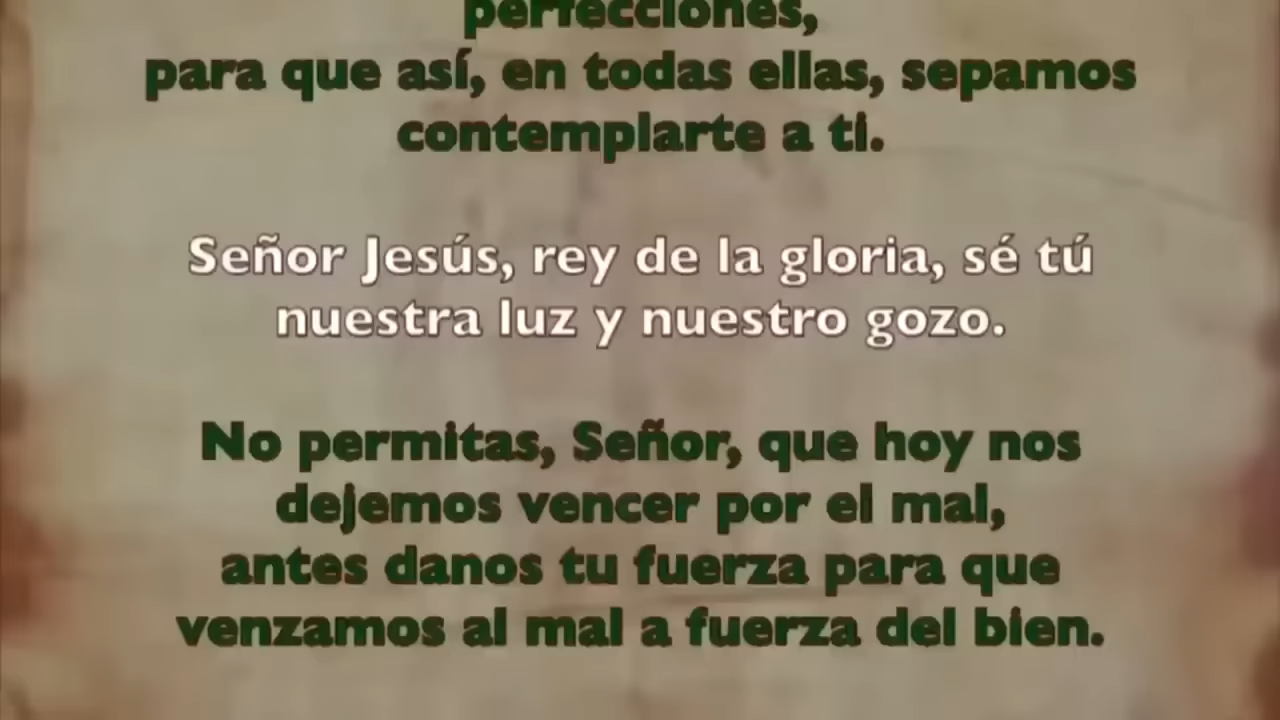 perfecciones,
para que así, en todas ellas, sepamos
contemplarte a ti.
Señor Jesús, rey de la gloria, sé tú
nuestra luz y nuestro gozo.
No permitas, Señor, que hoy nos
dejemos vencer por el mal,
antes danos tu fuerza para que
venzamos al mal a fuerza del bien.